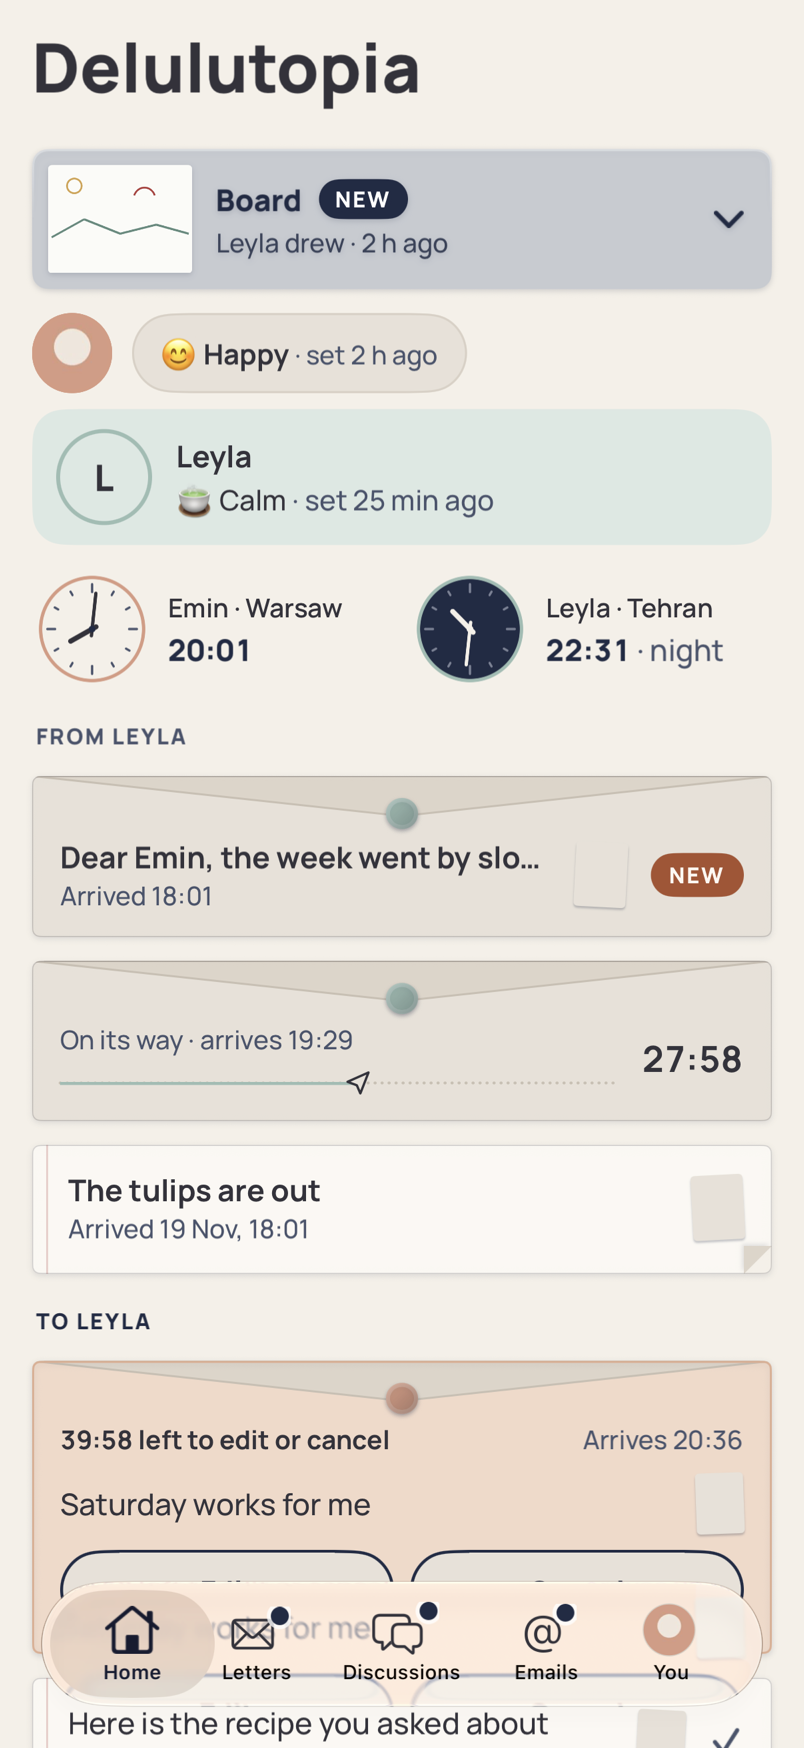 Delulutopia
Board NEW
Leyla drew · 2 h ago
😊 Happy · set 2 h ago
L
Leyla
🍵 Calm · set 25 min ago
Emin · Warsaw
20:01
Leyla · Tehran
22:31 · night
FROM LEYLA
Dear Emin, the week went by slo...
Arrived 18:01
NEW
On its way · arrives 19:29
27:58
The tulips are out
Arrived 19 Nov, 18:01
TO LEYLA
39:58 left to edit or cancel
Arrives 20:36
Saturday works for me
works for me
Home
Letters
Discussions
@
Emails
You
Here is the recipe you asked about